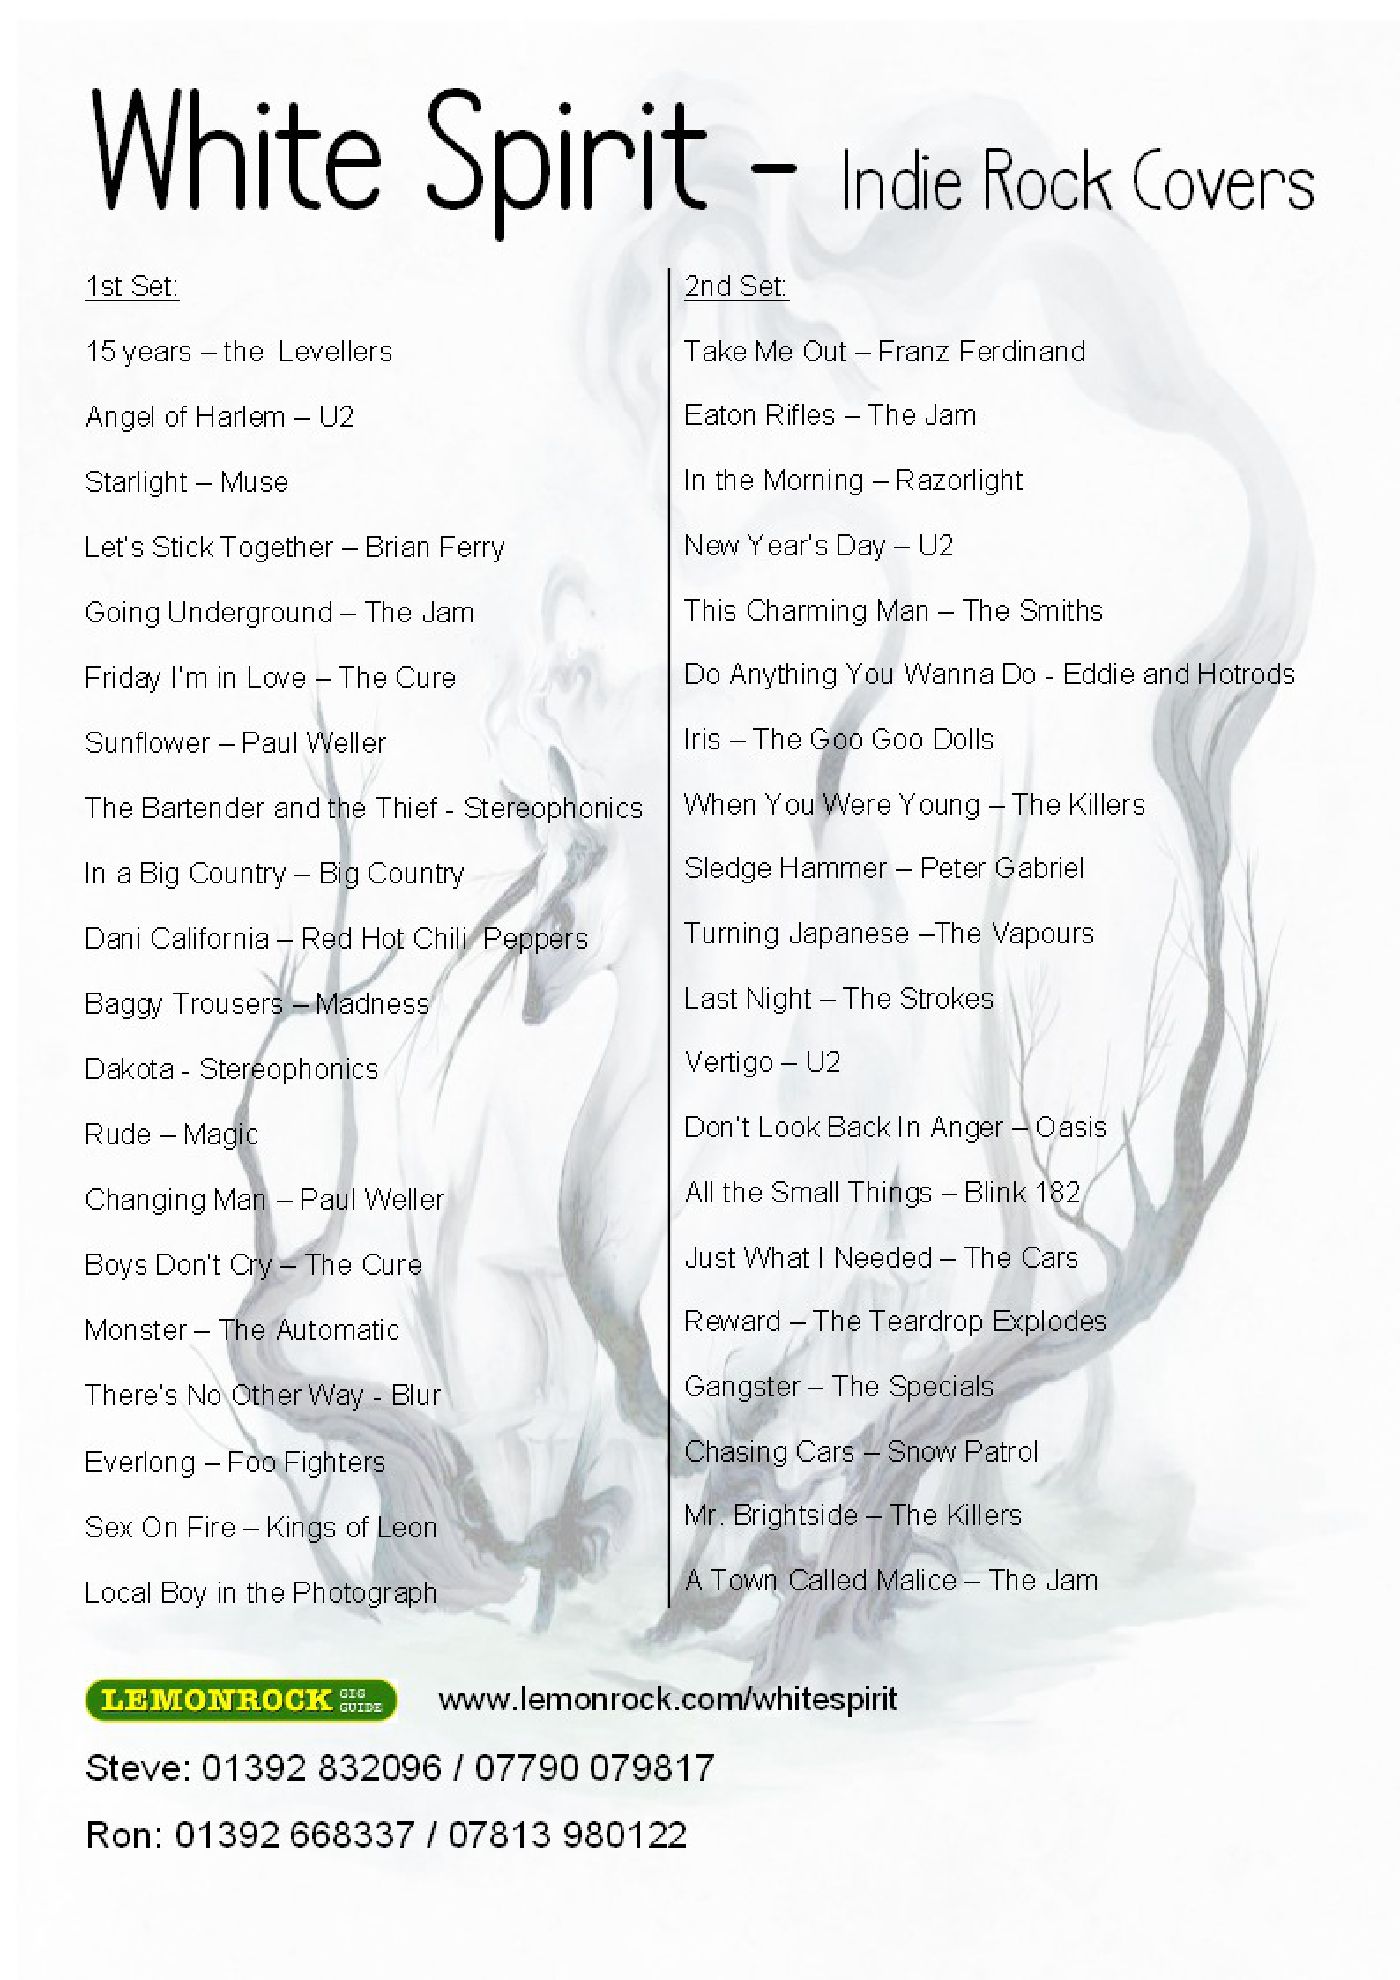 White Spirit – Indie Rock Covers
1st Set:
15 years – the  Levellers
Angel of Harlem – U2
Starlight – Muse
Let's Stick Together – Brian Ferry
Going Underground – The Jam
Friday I'm in Love – The Cure
Sunflower – Paul Weller
The Bartender and the Thief - Stereophonics
In a Big Country – Big Country
Dani California – Red Hot Chili  Peppers
Baggy Trousers – Madness
Dakota - Stereophonics
Rude – Magic
Changing Man – Paul Weller
Boys Don't Cry – The Cure
Monster – The Automatic
There's No Other Way - Blur
Everlong – Foo Fighters
Sex On Fire – Kings of Leon
Local Boy in the Photograph
2nd Set:
Take Me Out – Franz Ferdinand
Eaton Rifles – The Jam
In the Morning – Razorlight
New Year's Day – U2
This Charming Man – The Smiths
Do Anything You Wanna Do - Eddie and Hotrods
Iris – The Goo Goo Dolls
When You Were Young – The Killers
Sledge Hammer – Peter Gabriel
Turning Japanese –The Vapours
Last Night – The Strokes
Vertigo – U2
Don't Look Back In Anger – Oasis
All the Small Things – Blink 182
Just What I Needed – The Cars
Reward – The Teardrop Explodes
Gangster – The Specials
Chasing Cars – Snow Patrol
Mr. Brightside – The Killers
A Town Called Malice – The Jam
LEMONROCK GIG GUIDE www.lemonrock.com/whitespirit
Steve: 01392 832096 / 07790 079817
Ron: 01392 668337 / 07813 980122